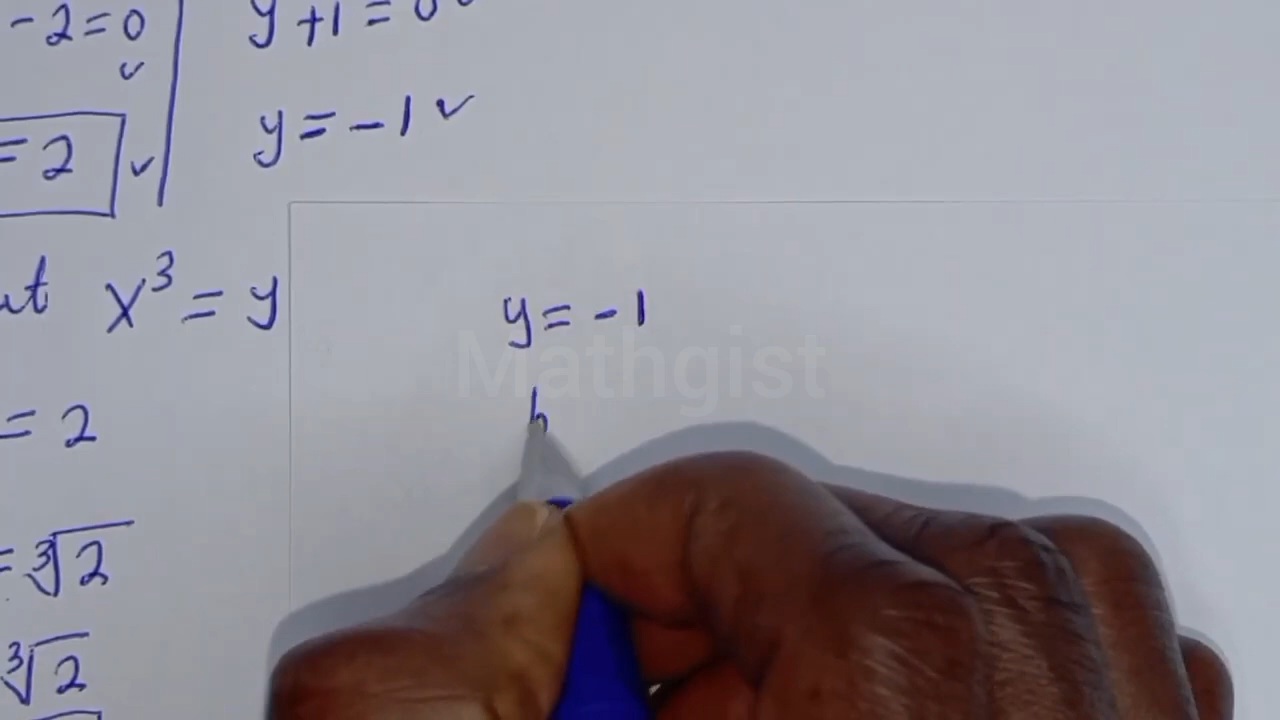 -2=0
y+1=0
y=-1
=2
ut x³=y
y=-1
Mathgist
=2
b
=∛2
∛2